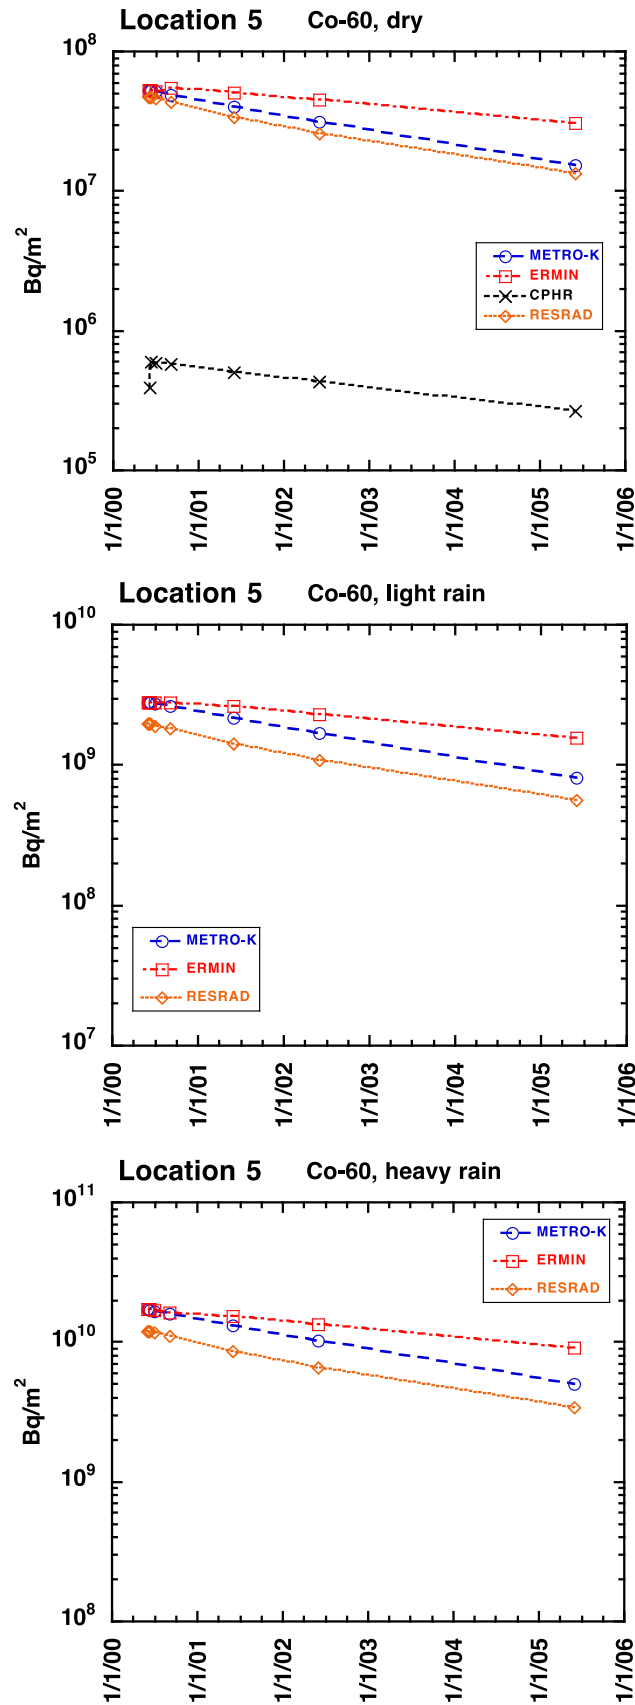 Location 5 Co-60, dry
10^8
10^7
10^6
10^5
Bq/m^2
METRO-K
ERMIN
CPHR
RESRAD
1/1/00 1/1/01 1/1/02 1/1/03 1/1/04 1/1/05 1/1/06
Location 5 Co-60, light rain
10^10
10^9
10^8
10^7
Bq/m^2
METRO-K
ERMIN
RESRAD
1/1/00 1/1/01 1/1/02 1/1/03 1/1/04 1/1/05 1/1/06
Location 5 Co-60, heavy rain
10^11
10^10
10^9
10^8
Bq/m^2
METRO-K
ERMIN
RESRAD
1/1/00 1/1/01 1/1/02 1/1/03 1/1/04 1/1/05 1/1/06